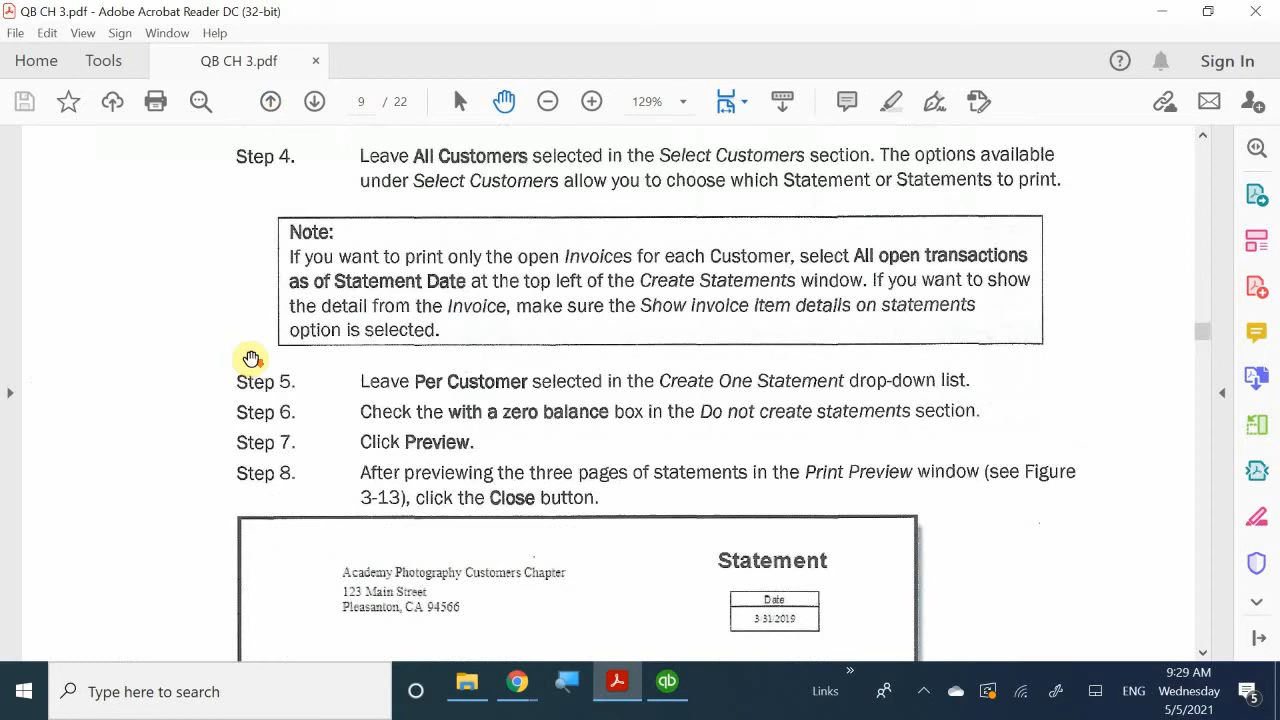 QB CH 3.pdf - Adobe Acrobat Reader DC (32-bit)
File Edit View Sign Window Help
Home Tools QB CH 3.pdf × Sign In
9 / 22 129%
Step 4. Leave All Customers selected in the Select Customers section. The options available
under Select Customers allow you to choose which Statement or Statements to print.
Note:
If you want to print only the open Invoices for each Customer, select All open transactions
as of Statement Date at the top left of the Create Statements window. If you want to show
the detail from the Invoice, make sure the Show invoice item details on statements
option is selected.
Step 5. Leave Per Customer selected in the Create One Statement drop-down list.
Step 6. Check the with a zero balance box in the Do not create statements section.
Step 7. Click Preview.
Step 8. After previewing the three pages of statements in the Print Preview window (see Figure
3-13), click the Close button.
Statement
Academy Photography Customers Chapter
123 Main Street
Pleasanton, CA 94566
Date
3/31/2019
Type here to search
qb
Links
ENG
9:29 AM
Wednesday
5/5/2021
5